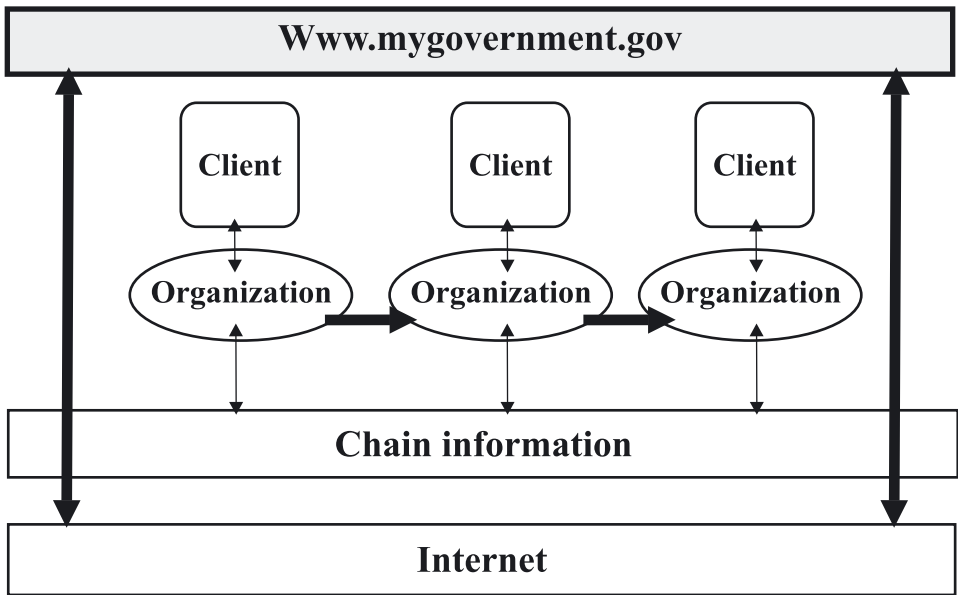 Www.mygovernment.gov
Client
Client
Client
Organization
Organization
Organization
Chain information
Internet